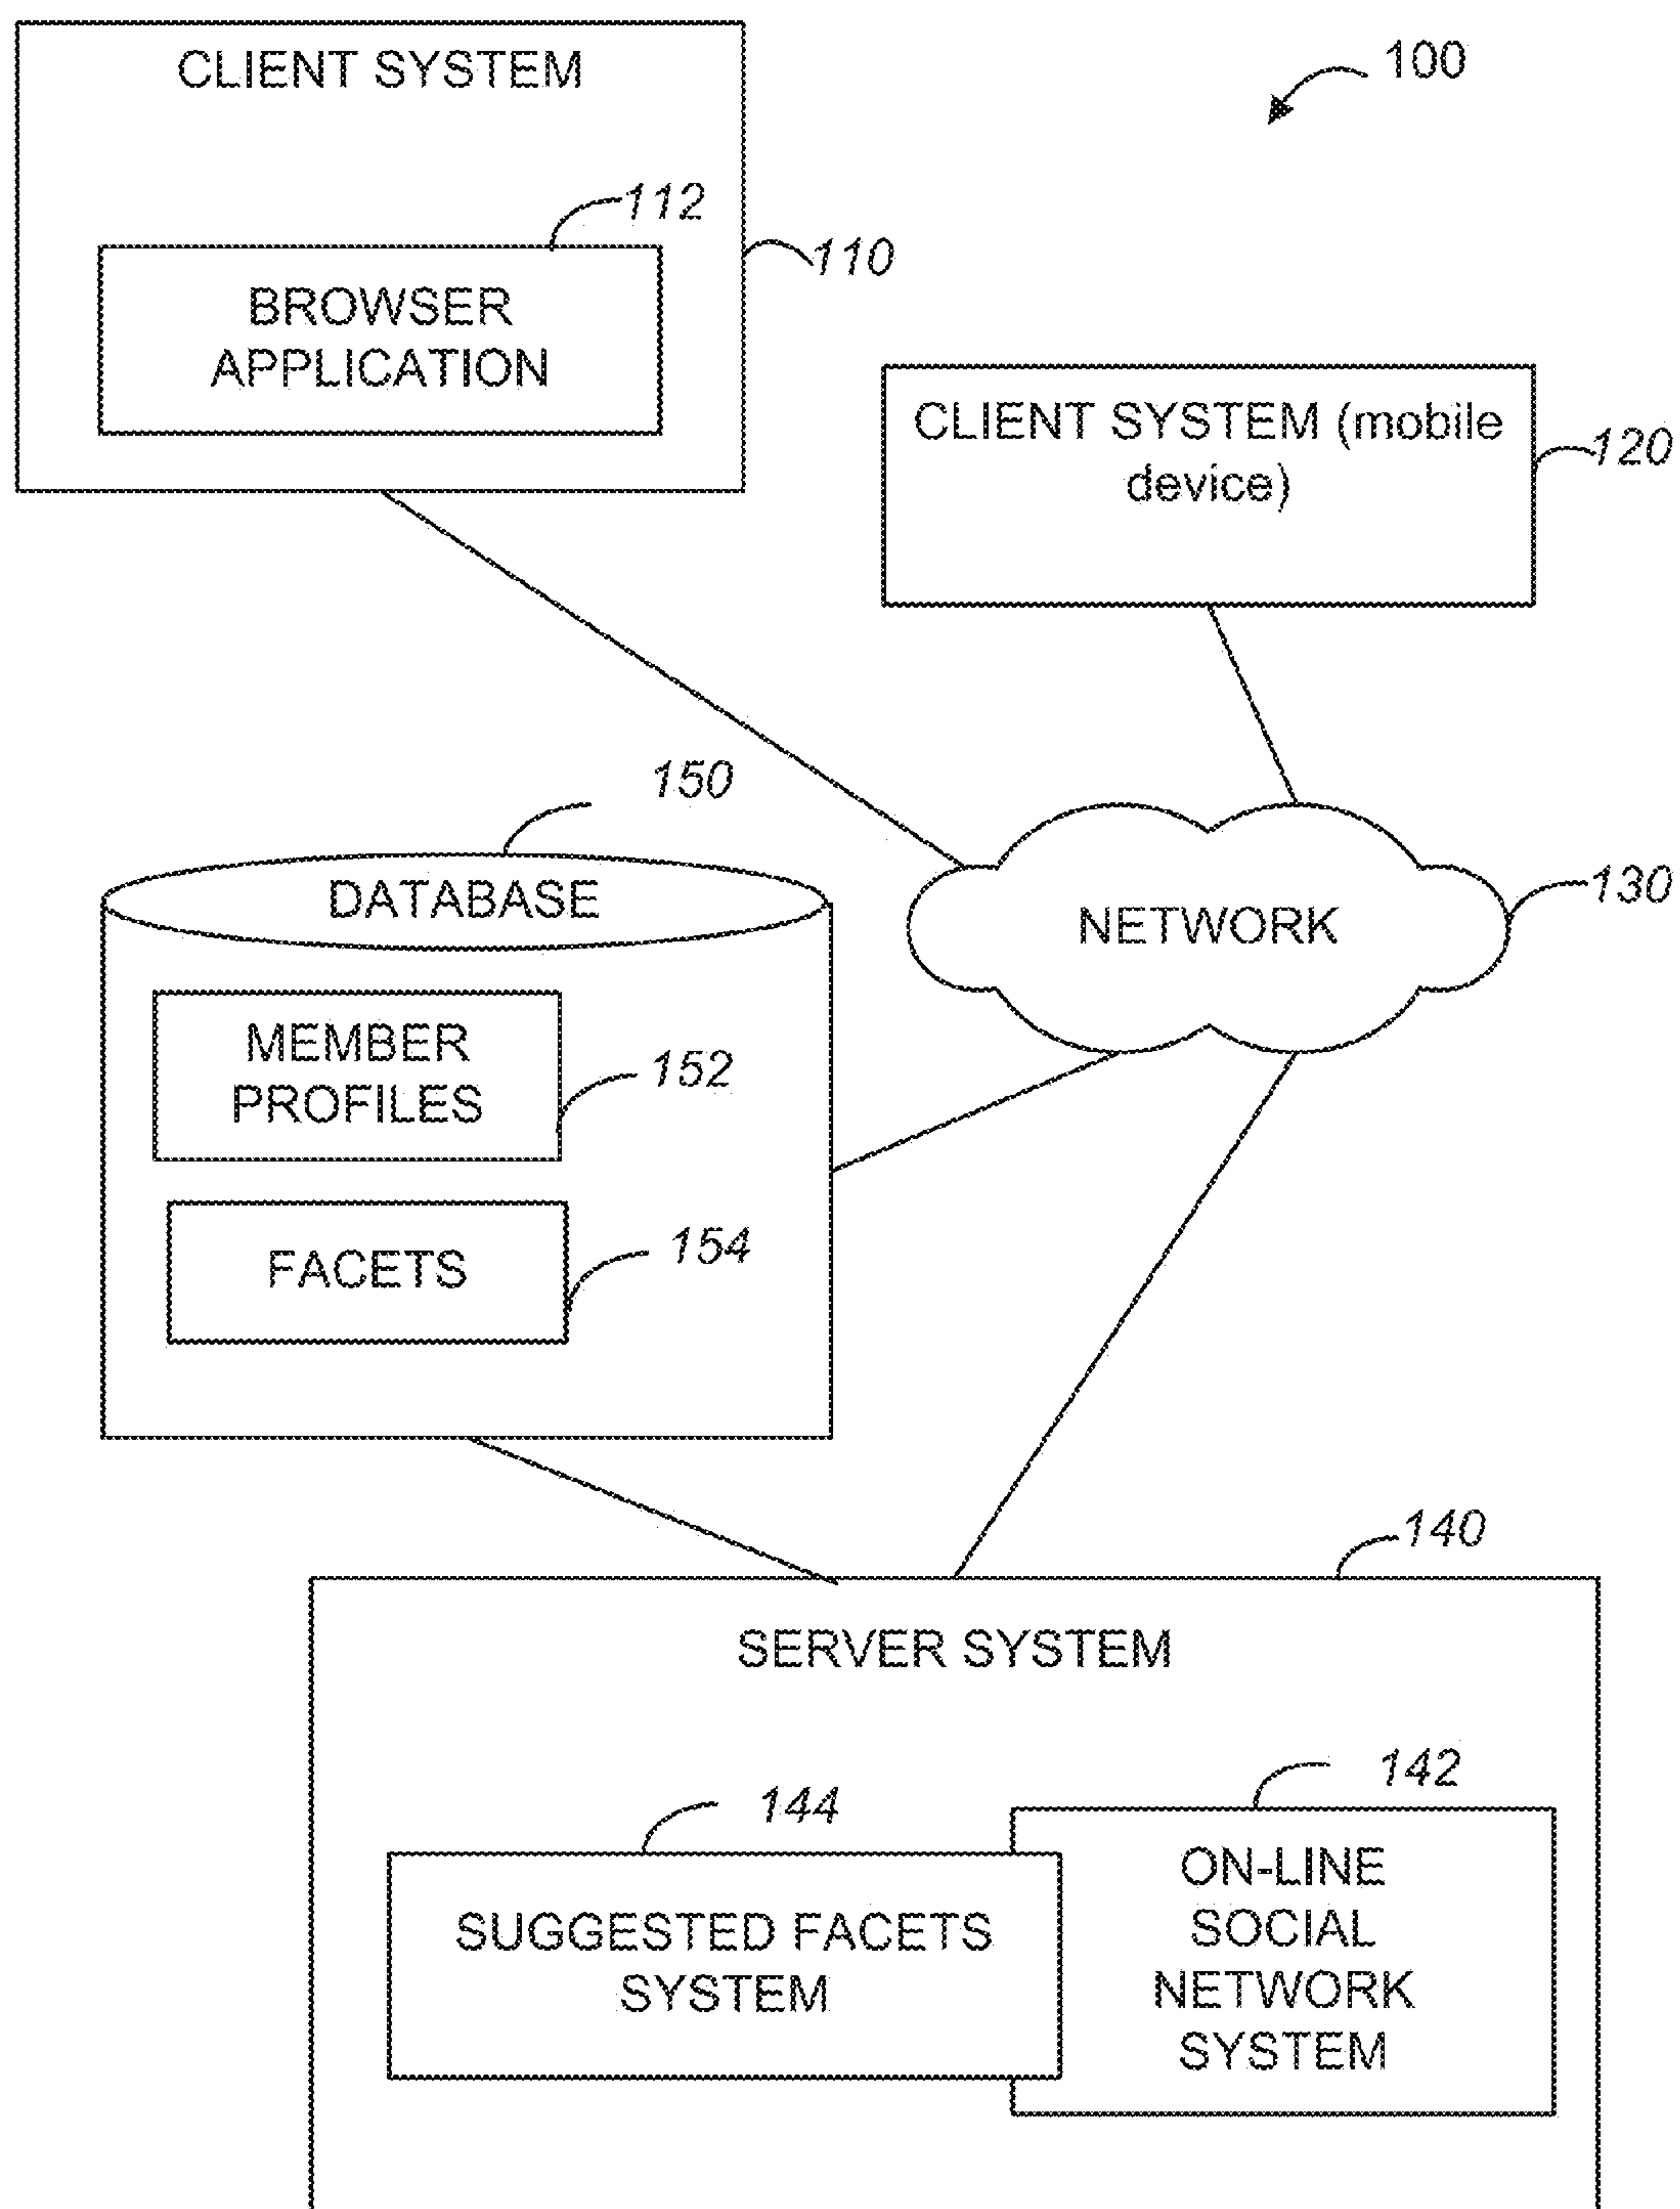 CLIENT SYSTEM
100
112
110
BROWSER
APPLICATION
CLIENT SYSTEM (mobile
device)
120
150
DATABASE
NETWORK
130
MEMBER
PROFILES
152
FACETS
154
140
SERVER SYSTEM
142
144
ON-LINE
SOCIAL
NETWORK
SYSTEM
SUGGESTED FACETS
SYSTEM